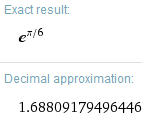 Exact result:
e^π/6
Decimal approximation:
1.68809179496446